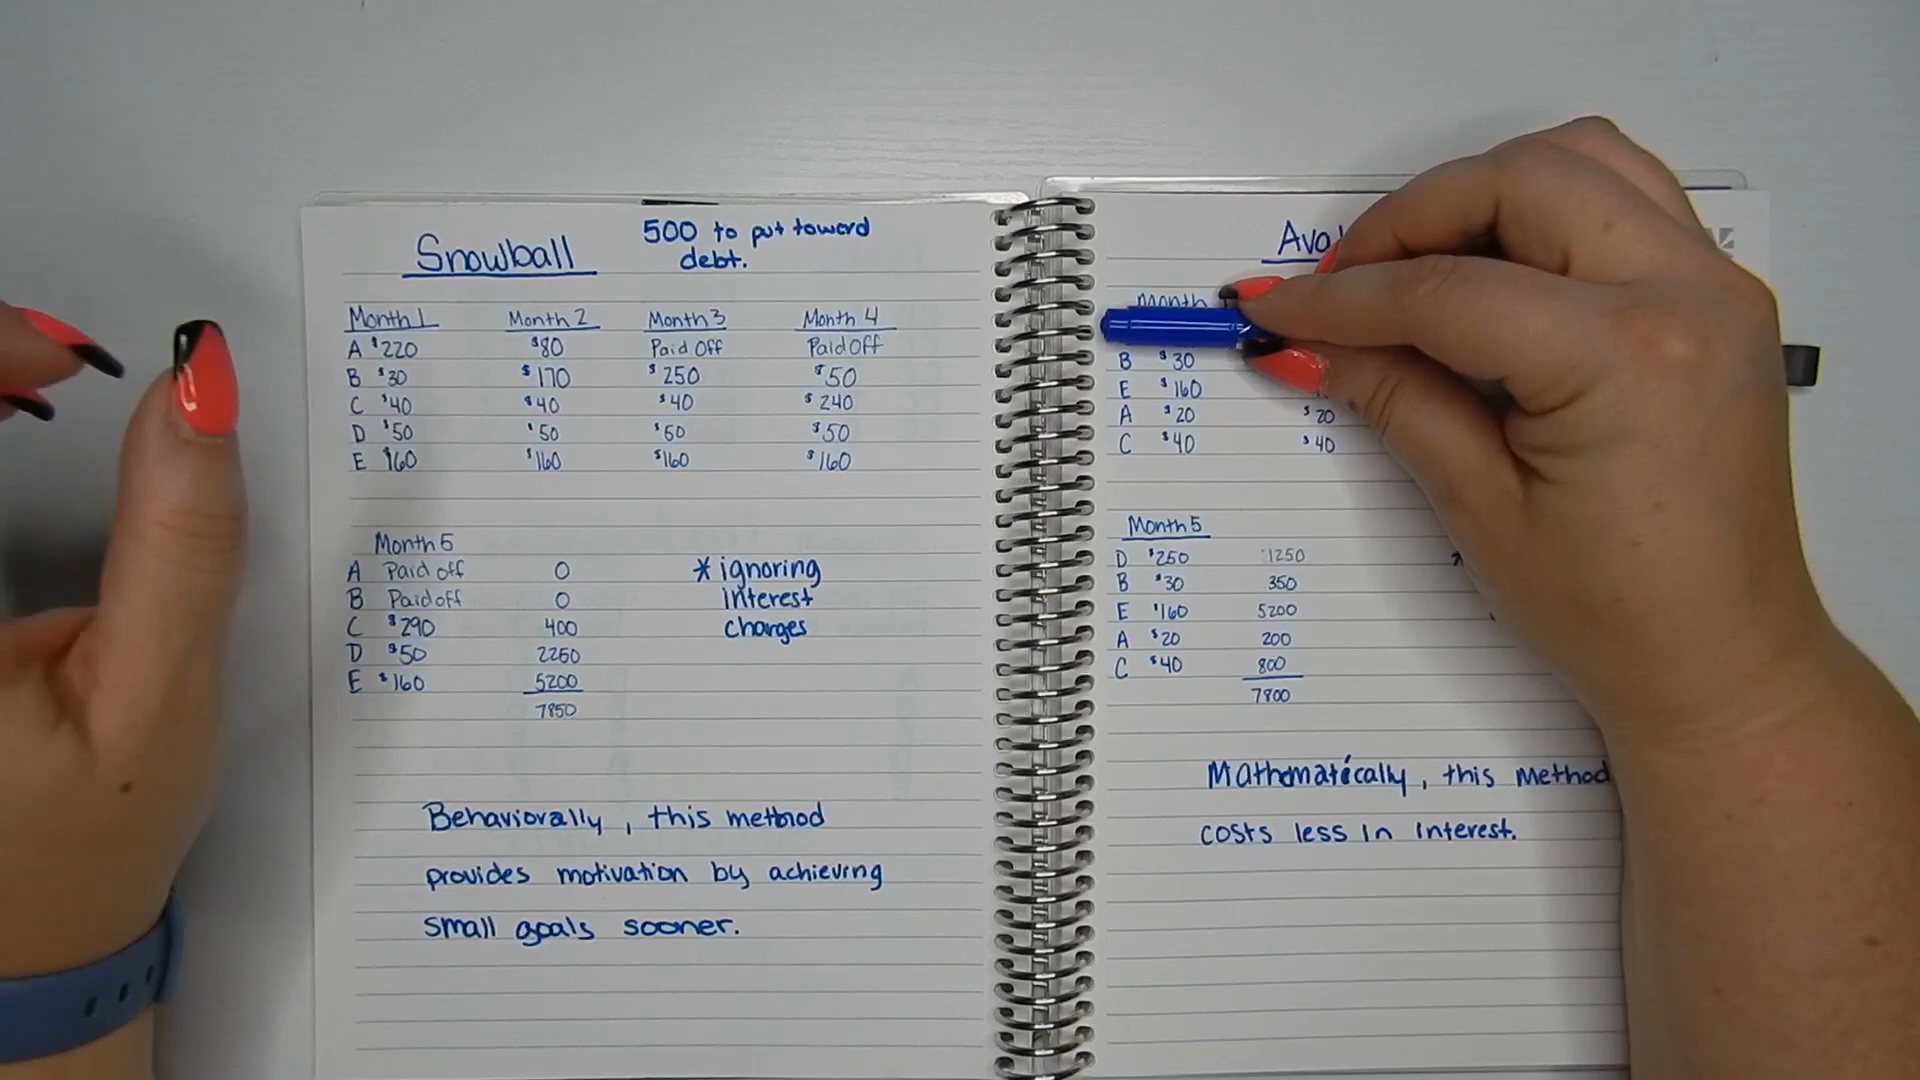 Snowball
500 to put toward
debt.
Month 1 Month 2 Month 3 Month 4
A $220 $80 Paid Off Paid Off
B $30 $170 $250 $50
C $40 $40 $40 $240
D $50 $50 $50 $50
E $160 $160 $160 $160
Month 5
A Paid off 0
B Paid off 0
C $290 400
D $50 2250
E $160 5200
7850
* ignoring
interest
charges
Behaviorally, this method
provides motivation by achieving
small goals sooner.
Month
B $30
E $160
A $20 $20
C $40 $40
Month 5
D $250 1250
B $30 350
E $160 5200
A $20 200
C $40 800
7800
Mathmatically, this method
costs less in interest.